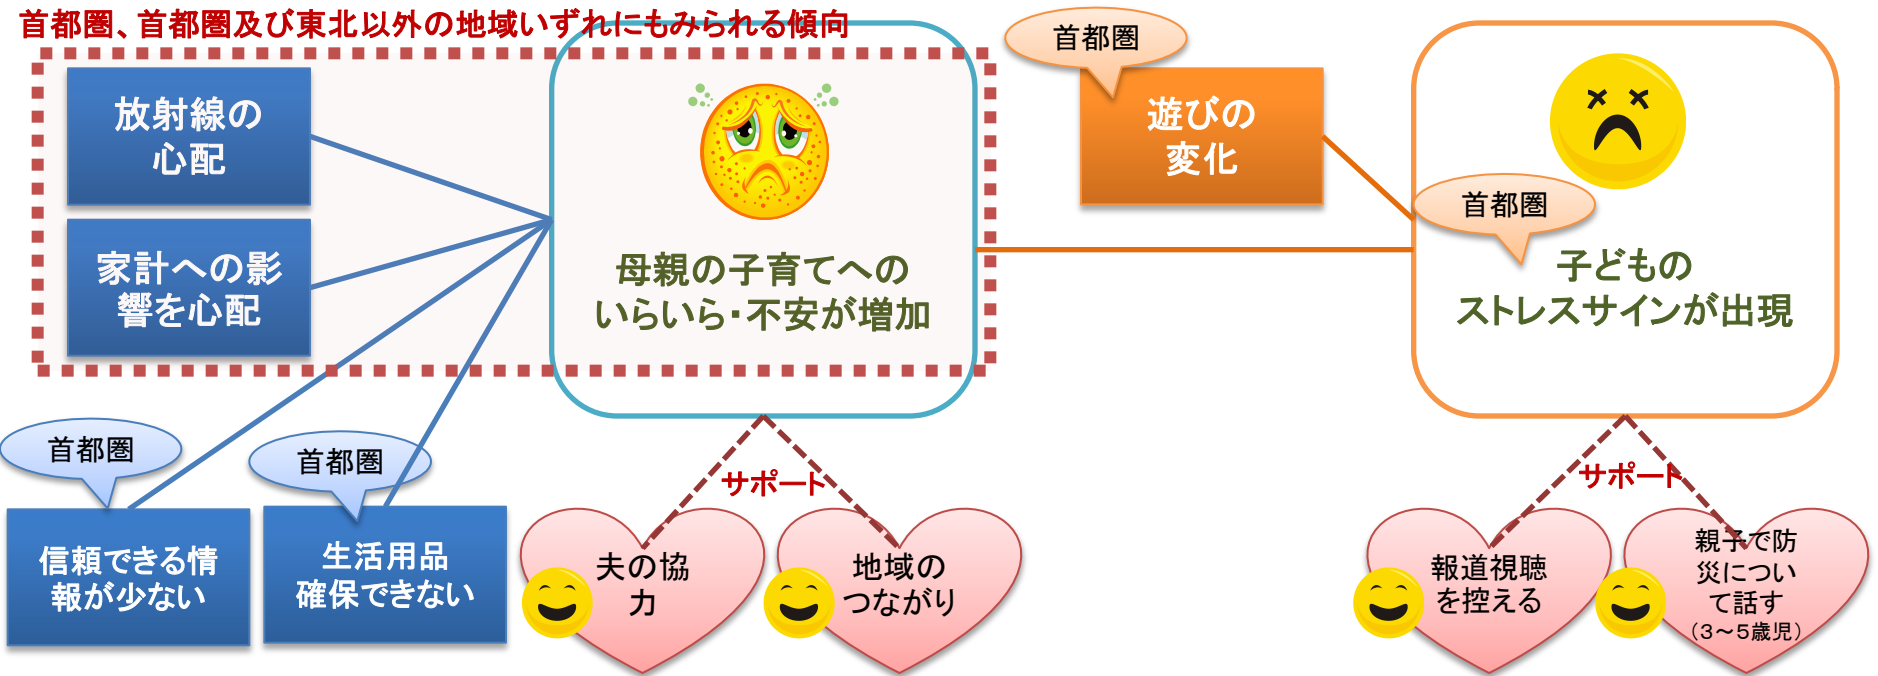 首都圏、首都圏及び東北以外の地域いずれにもみられる傾向
放射線の
心配
家計への影
響を心配
母親の子育てへの
いらいら・不安が増加
首都圏
遊びの
変化
首都圏
子どもの
ストレスサインが出現
首都圏
信頼できる情
報が少ない
首都圏
生活用品
確保できない
サポート
夫の協
力
地域の
つながり
サポート
報道視聴
を控える
親子で防
災につい
て話す
（３～５歳児）